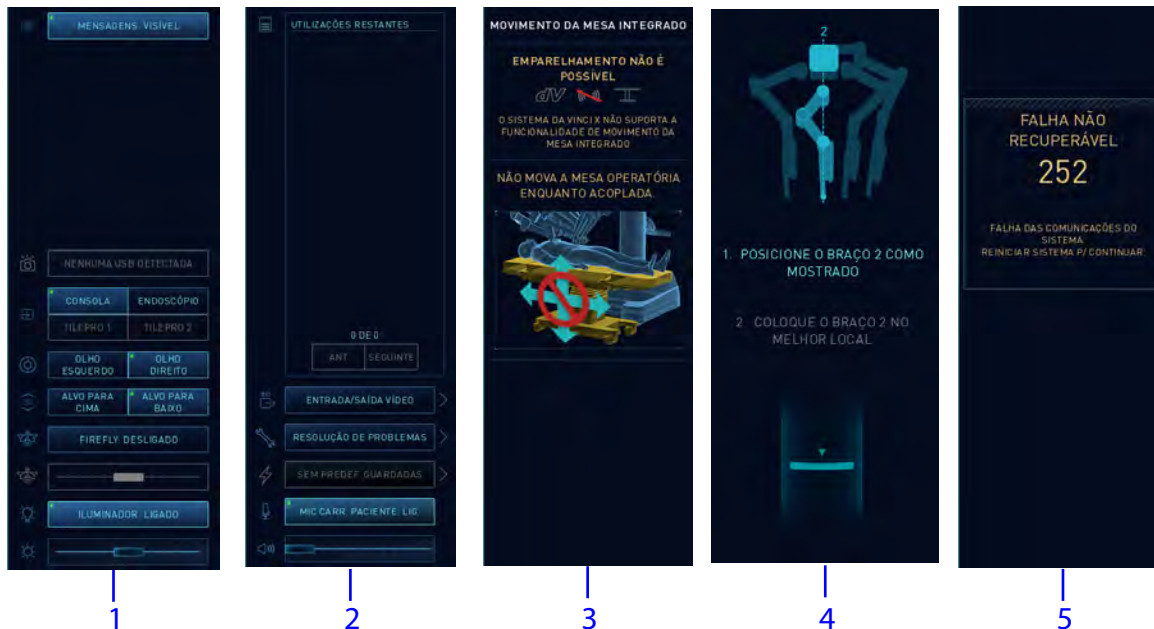 MENSAGENS VISÍVEL
NENHUMA USB DETECTADA
CONSOLA
ENDOSCÓPIO
TILEPRO 1
TILEPRO 2
OLHO
ESQUERDO
OLHO
DIREITO
ALVO PARA
CIMA
ALVO PARA
BAIXO
FIREFLY DESLIGADO
ILUMINADOR LIGADO
1
UTILIZAÇÕES RESTANTES
0 DE 0
ANT
SEGUINTE
ENTRADA/SAÍDA VÍDEO
RESOLUÇÃO DE PROBLEMAS
SEM PREDEF GUARDADAS
MIC CARR. PACIENTE LIG
2
MOVIMENTO DA MESA INTEGRADO
EMPARELHAMENTO NÃO É
POSSÍVEL
dV
O SISTEMA DA VINCI X NÃO SUPORTA A
FUNCIONALIDADE DE MOVIMENTO DA
MESA INTEGRADO
NÃO MOVA A MESA OPERATÓRIA
ENQUANTO ACOPLADA.
3
2
1. POSICIONE O BRAÇO 2 COMO
MOSTRADO
2 COLOQUE O BRAÇO 2 NO
MELHOR LOCAL
4
FALHA NÃO
RECUPERÁVEL
252
FALHA DAS COMUNICAÇÕES DO
SISTEMA
REINICIAR SISTEMA P/ CONTINUAR
5